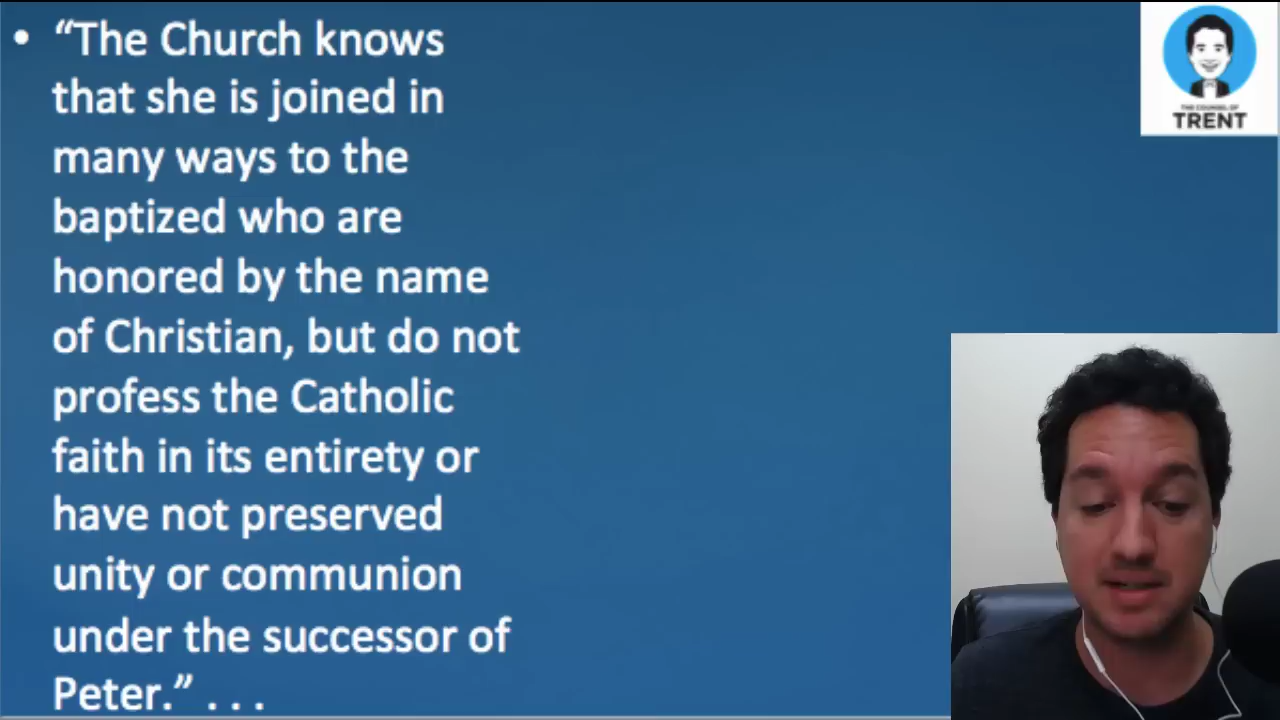 • “The Church knows
that she is joined in
many ways to the
baptized who are
honored by the name
of Christian, but do not
profess the Catholic
faith in its entirety or
have not preserved
unity or communion
under the successor of
Peter.” . . .
THE COUNSEL OF
TRENT